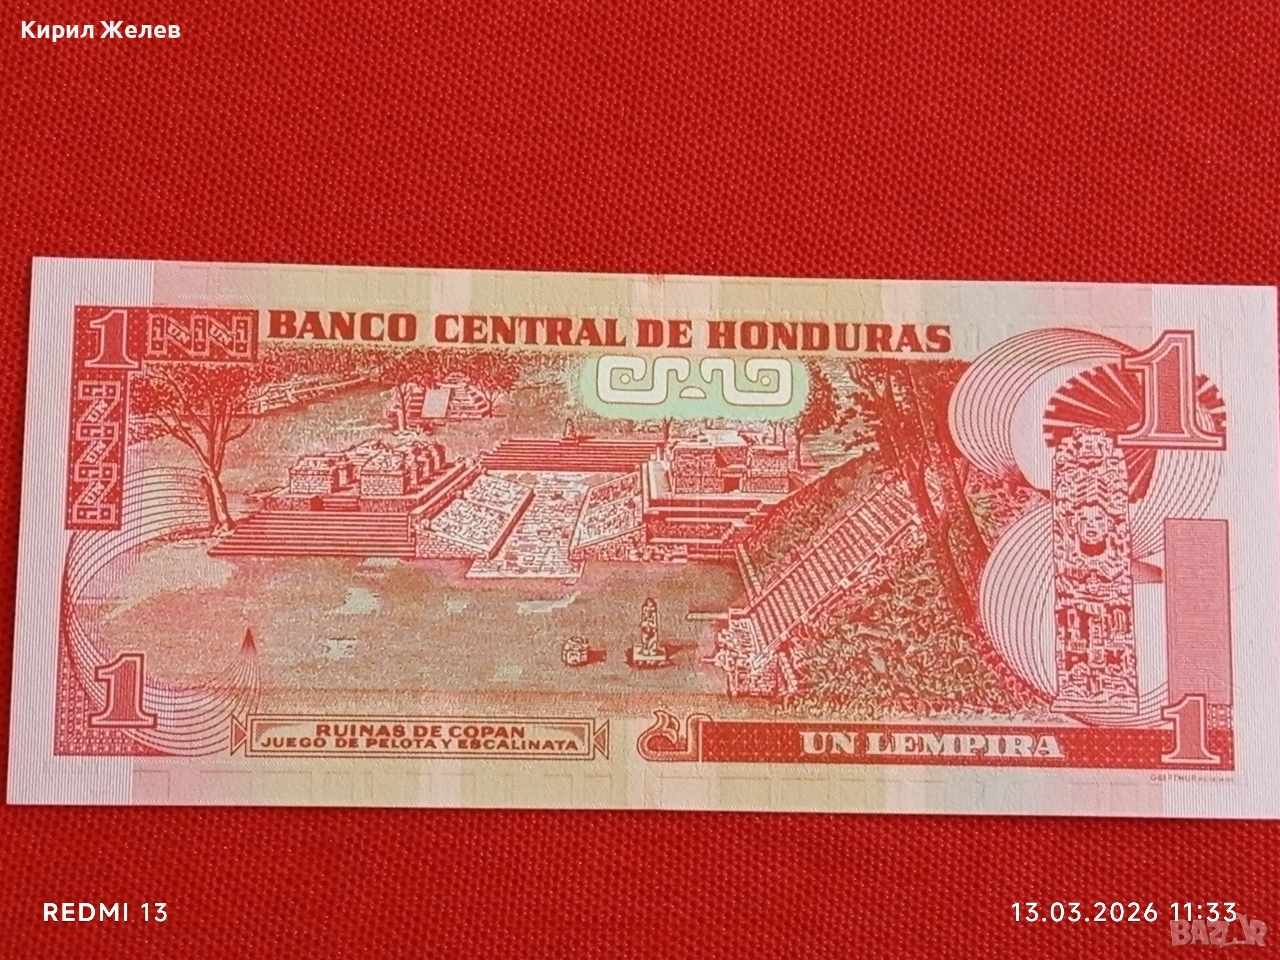 Кирил Желев
BANCO CENTRAL DE HONDURAS
1
1
1
RUINAS DE COPAN
JUEGO DE PELOTA Y ESCALINATA
UN LEMPIRA
1
REDMI 13
13.03.2026 11:33
BAZAR